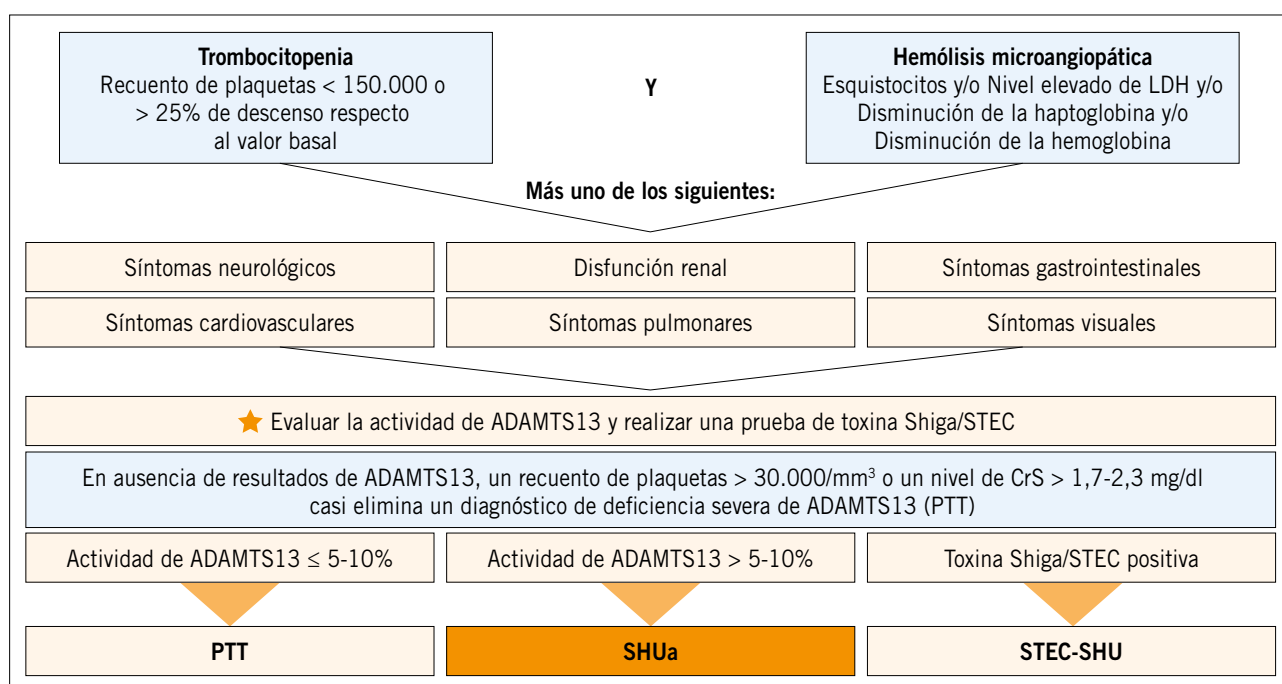 Trombocitopenia
Recuento de plaquetas < 150.000 o
> 25% de descenso respecto
al valor basal
Y
Hemólisis microangiopática
Esquistocitos y/o Nivel elevado de LDH y/o
Disminución de la haptoglobina y/o
Disminución de la hemoglobina
Más uno de los siguientes:
Síntomas neurológicos
Disfunción renal
Síntomas gastrointestinales
Síntomas cardiovasculares
Síntomas pulmonares
Síntomas visuales
Evaluar la actividad de ADAMTS13 y realizar una prueba de toxina Shiga/STEC
En ausencia de resultados de ADAMTS13, un recuento de plaquetas > 30.000/mm³ o un nivel de CrS > 1,7-2,3 mg/dl
casi elimina un diagnóstico de deficiencia severa de ADAMTS13 (PTT)
Actividad de ADAMTS13 ≤ 5-10%
Actividad de ADAMTS13 > 5-10%
Toxina Shiga/STEC positiva
PTT
SHUa
STEC-SHU